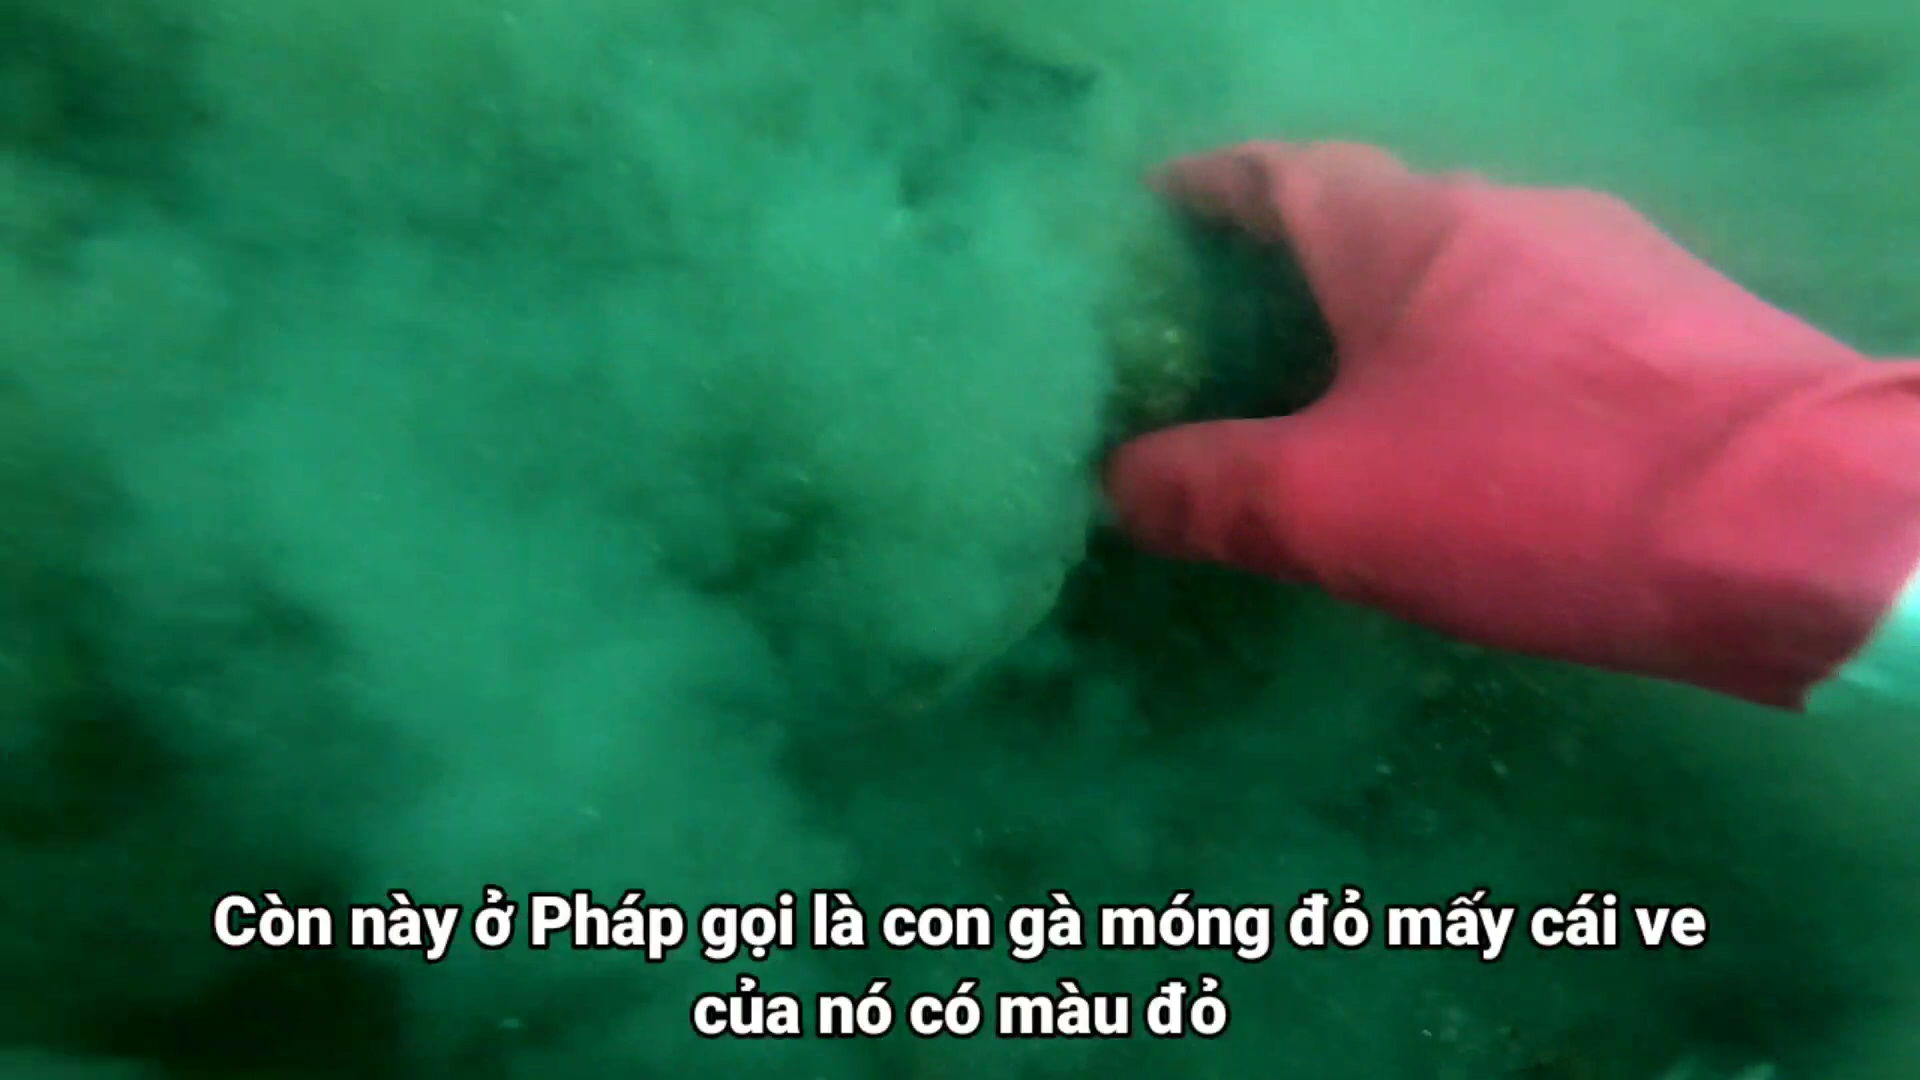 Còn này ở Pháp gọi là con gà móng đỏ mấy cái ve
của nó có màu đỏ